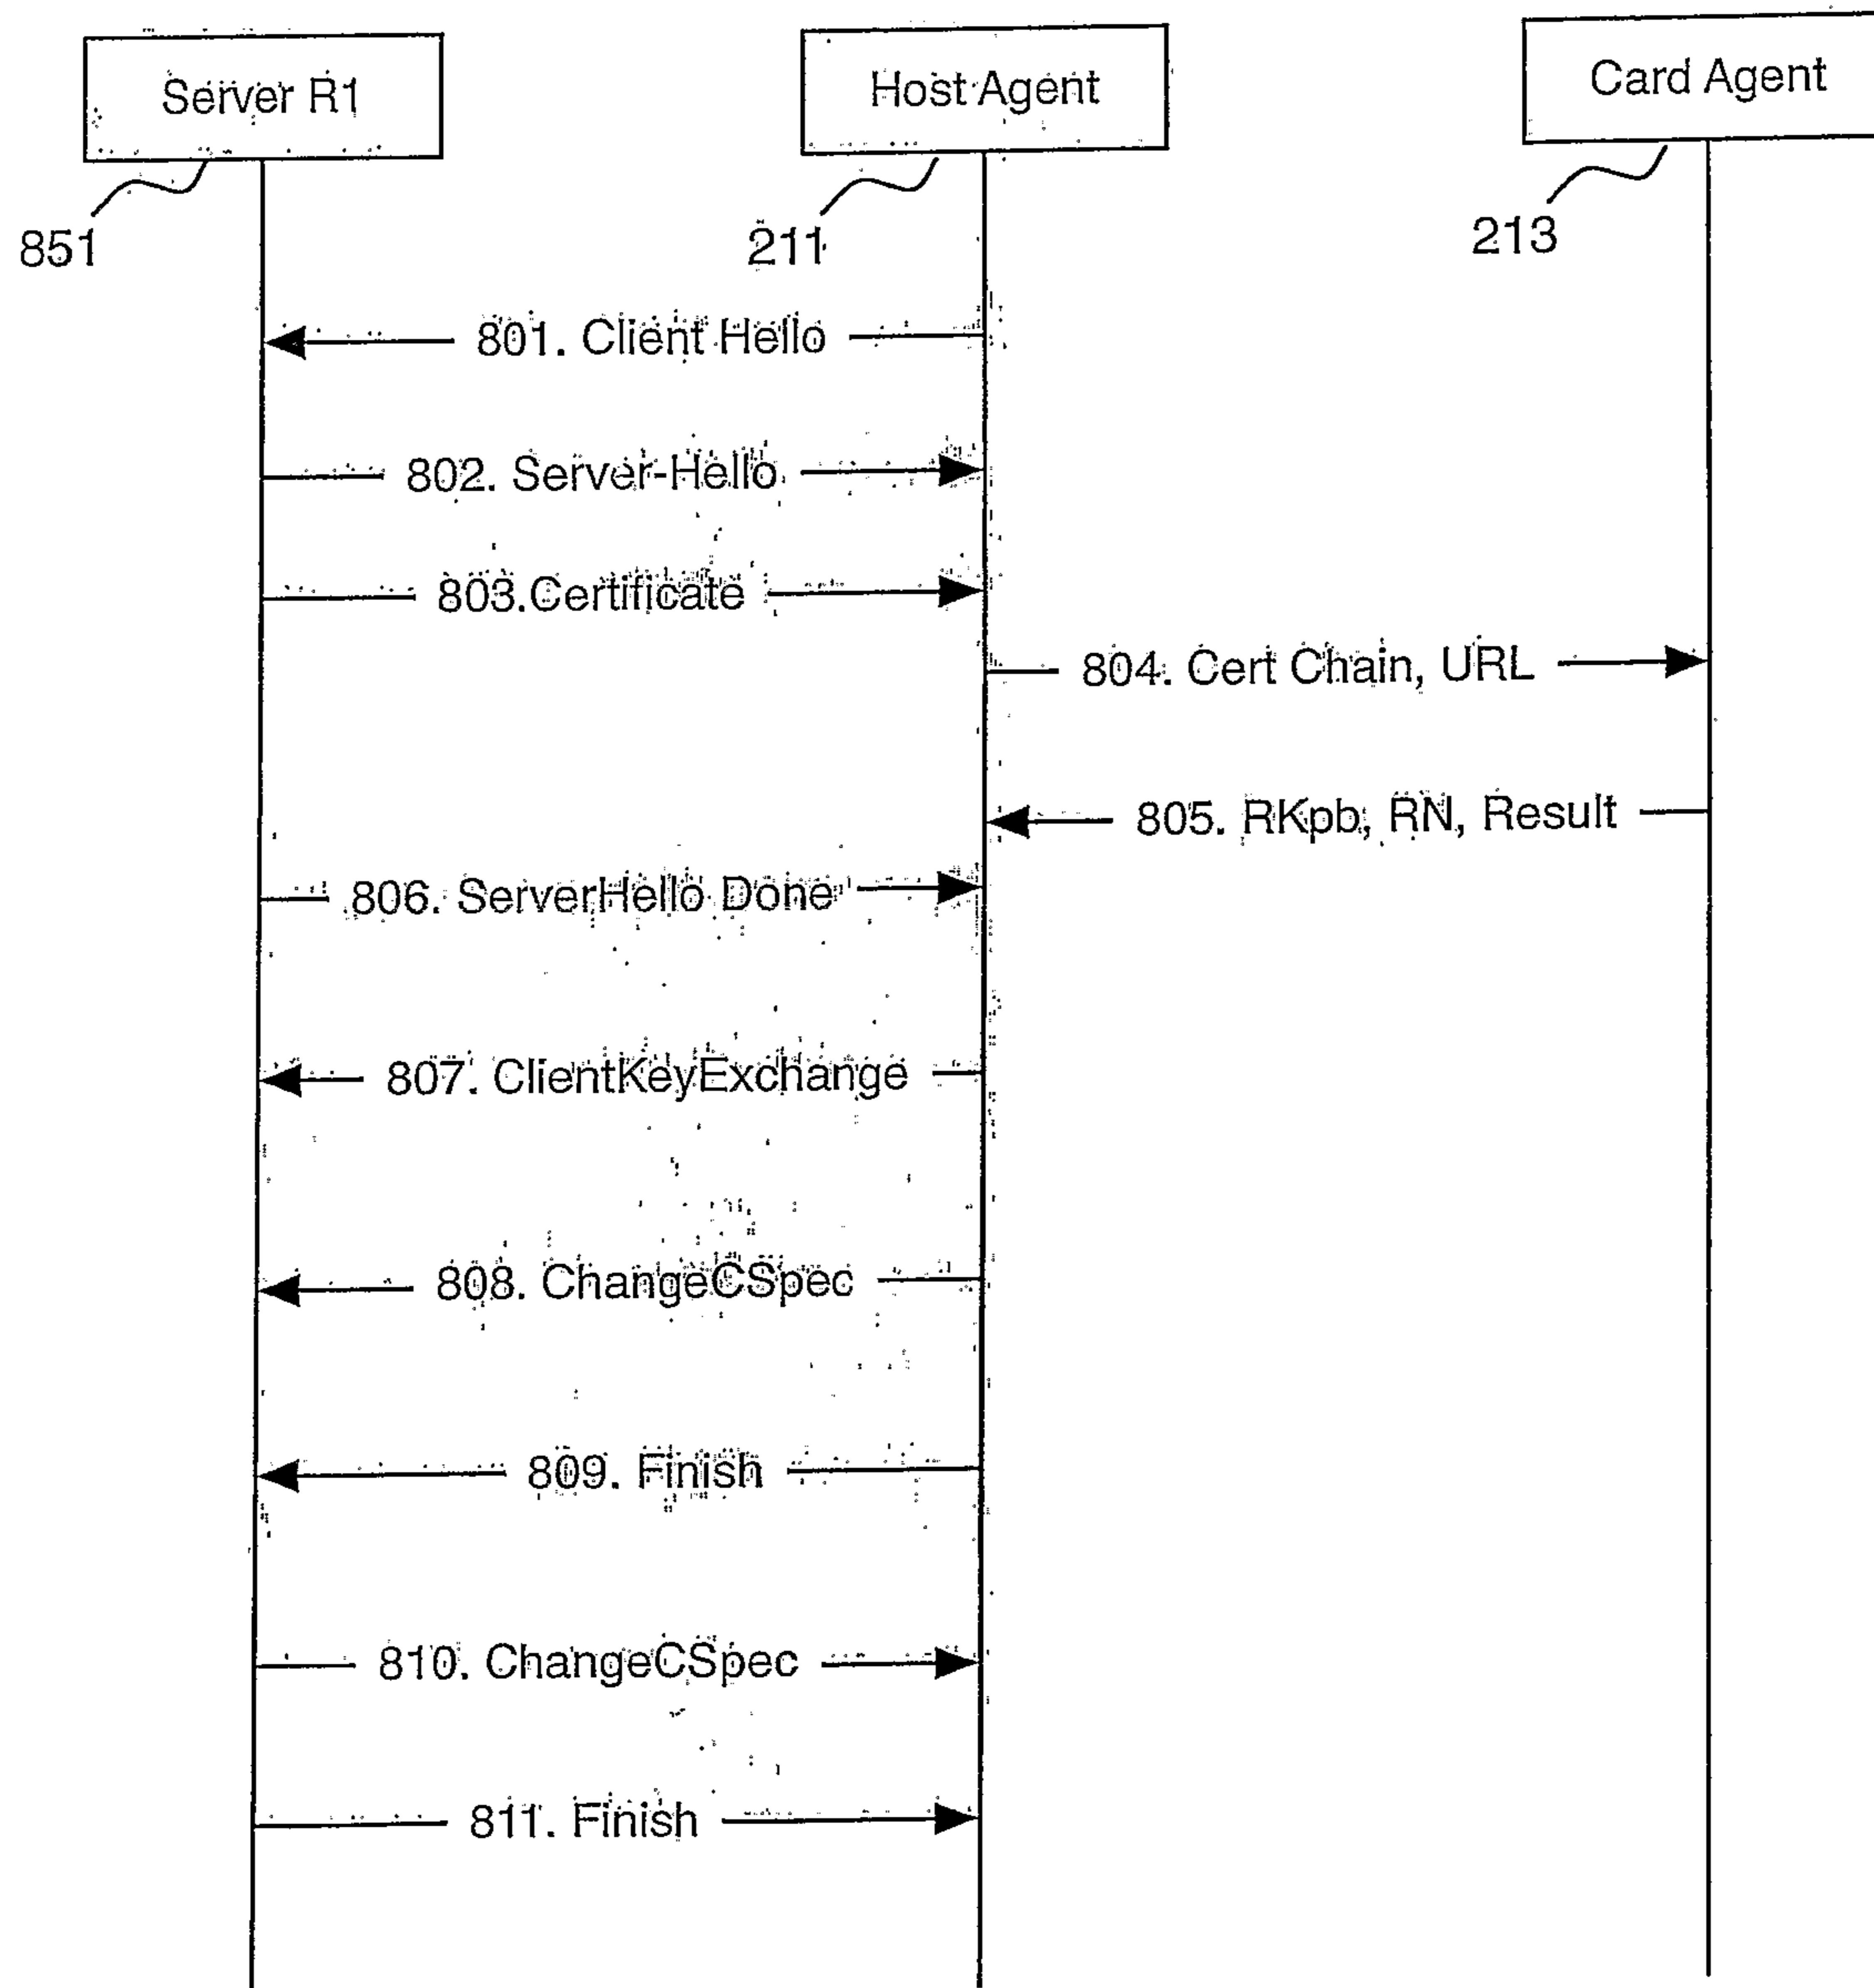 Server R1
Host Agent
Card Agent
851
211
213
801. Client Hello
802. Server-Hello
803.Certificate
804. Cert Chain, URL
805. RKpb, RN, Result
806. ServerHello Done
807. ClientKeyExchange
808. ChangeCSpec
809. Finish
810. ChangeCSpec
811. Finish